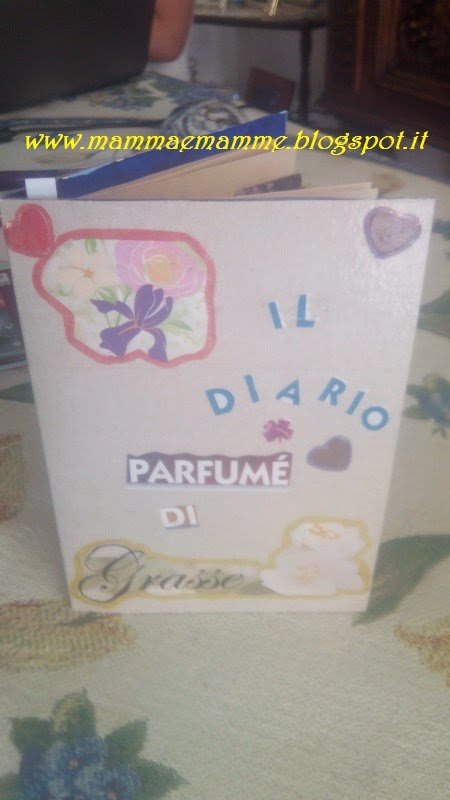 www.mammaemamme.blogspot.it
IL
DIARIO
PARFUMÉ
DI
Grasse